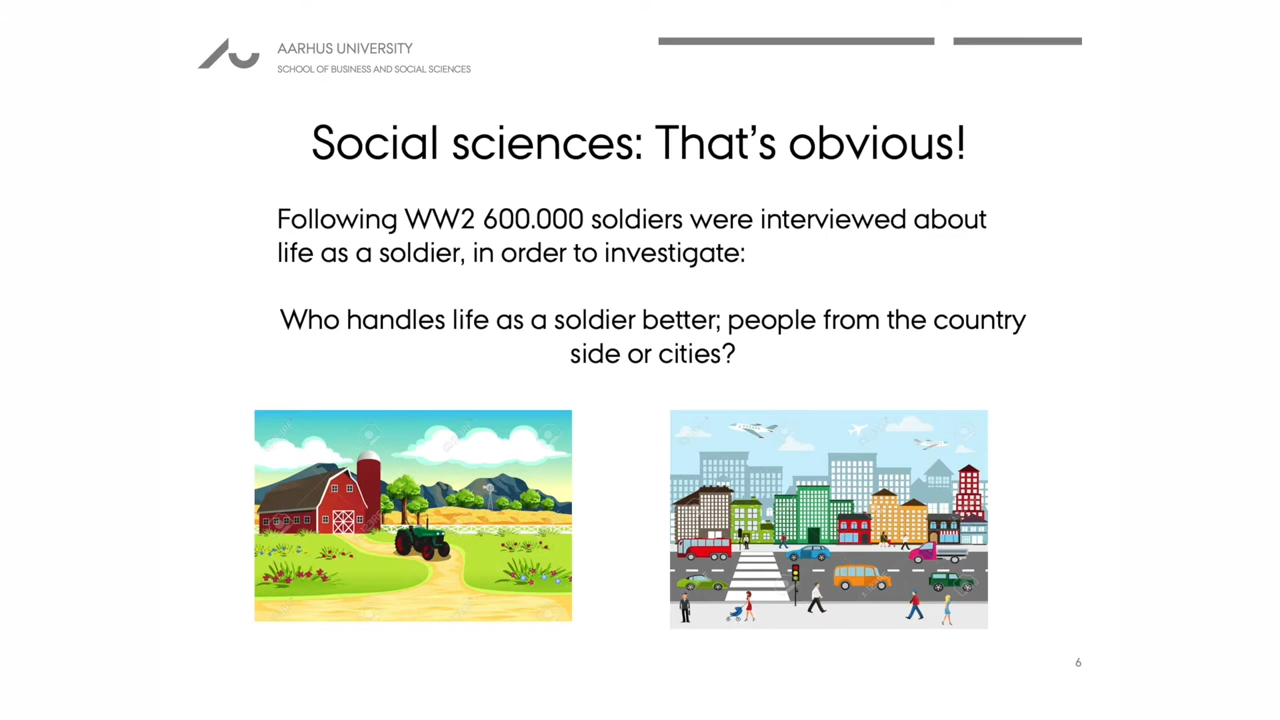 AARHUS UNIVERSITY
SCHOOL OF BUSINESS AND SOCIAL SCIENCES
Social sciences: That's obvious!
Following WW2 600.000 soldiers were interviewed about
life as a soldier, in order to investigate:
Who handles life as a soldier better; people from the country
side or cities?
6